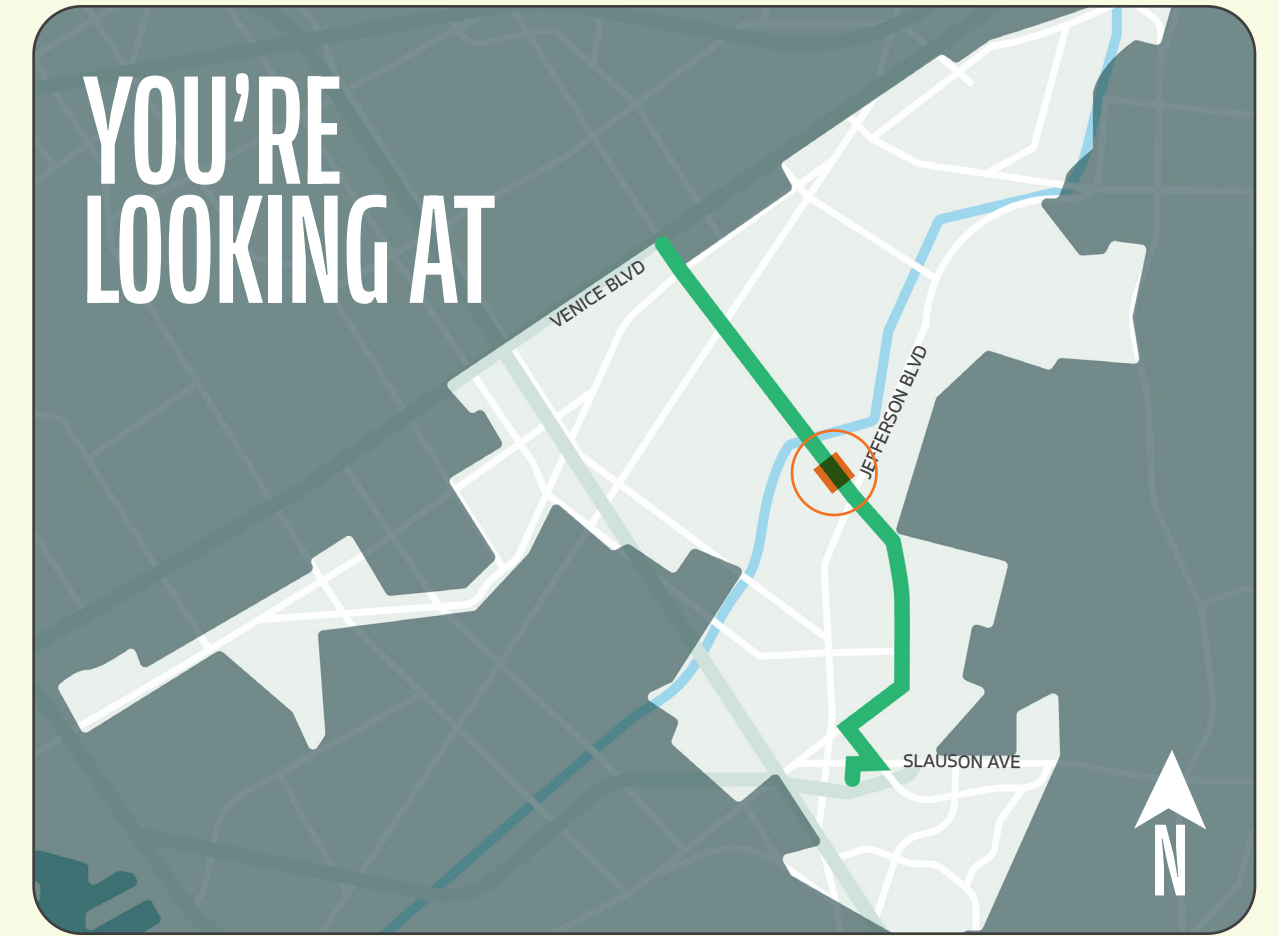 YOU'RE
LOOKING AT
VENICE BLVD
JEFFERSON BLVD
SLAUSON AVE
N